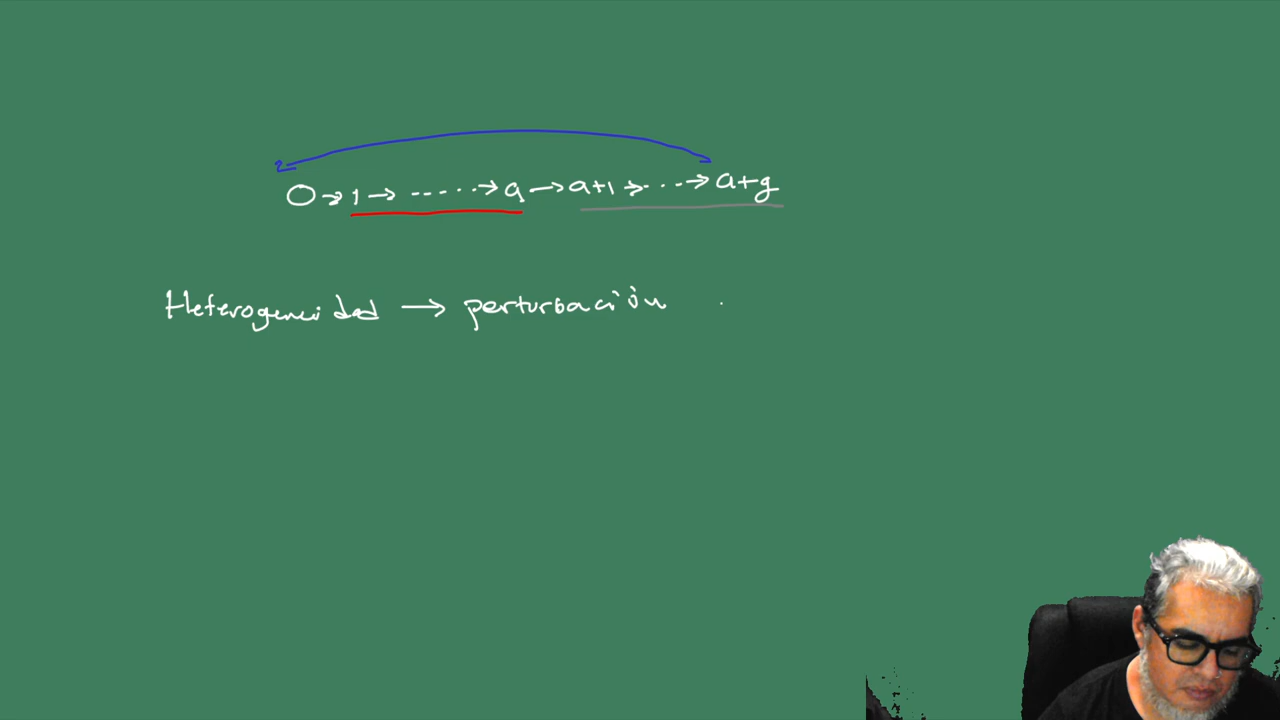 0 → 1 → ······→ a → a+1 → ···→ a+g
Heterogeneidad → perturbación